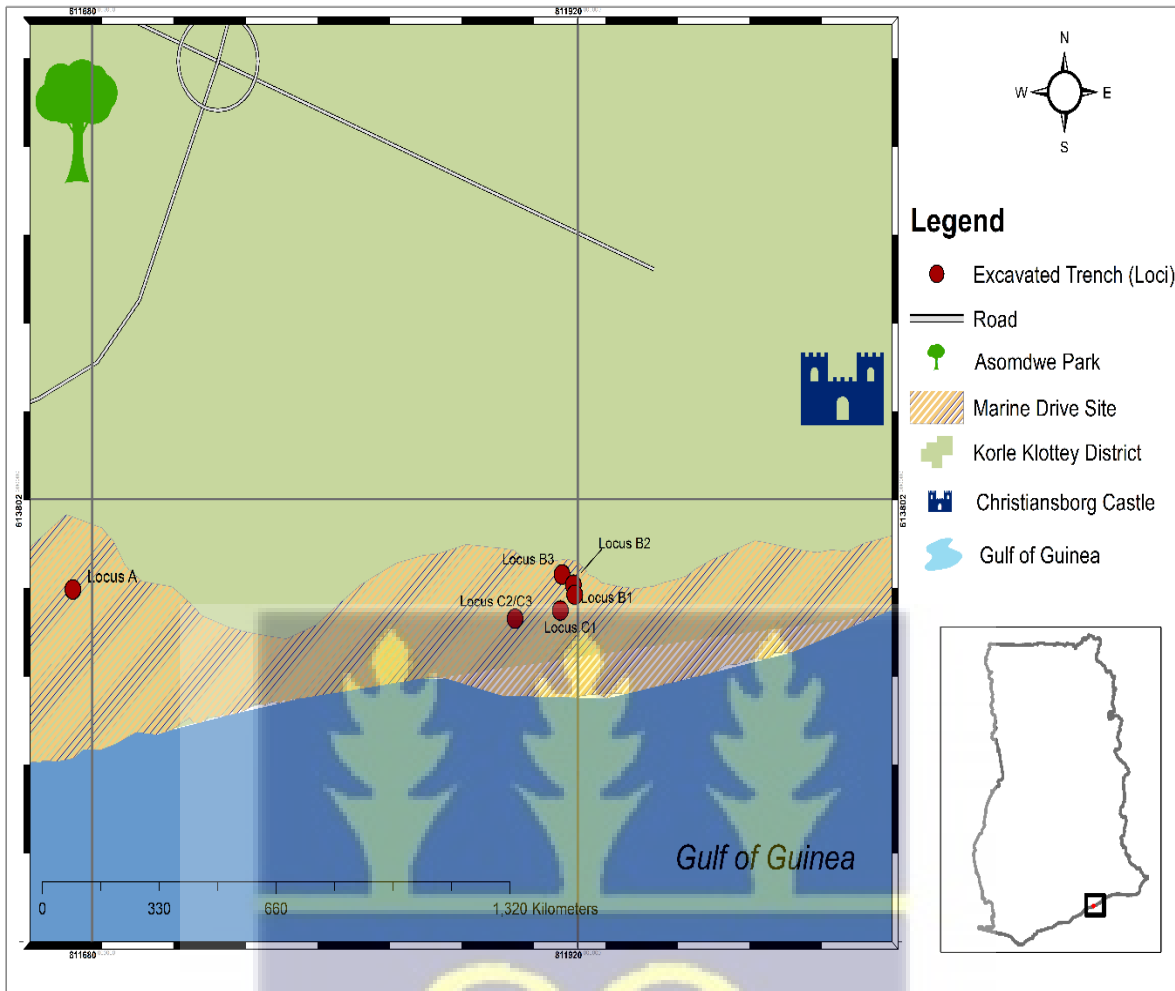 811680
811920
N
W
E
S
Legend
Excavated Trench (Loci)
Road
Asomdwe Park
Marine Drive Site
Korle Klottey District
Christiansborg Castle
Gulf of Guinea
613802
613802
Locus A
Locus B3
Locus B2
Locus B1
Locus C2/C3
Locus C1
Gulf of Guinea
0
330
660
1,320 Kilometers
811680
811920